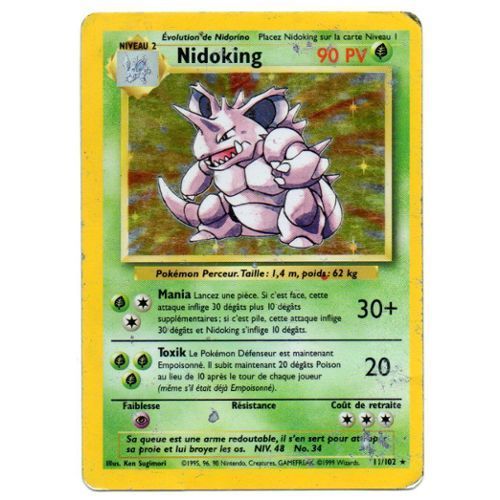 Évolution de Nidorino Placez Nidoking sur la carte Niveau 1
NIVEAU 2
Nidoking 90 PV
Pokémon Perceur. Taille: 1,4 m, poids: 62 kg
Mania Lancez une pièce. Si c'est face, cette
attaque inflige 30 dégâts plus 10 dégâts
supplémentaires; si c'est pile, cette attaque inflige
30 dégâts et Nidoking s'inflige 10 dégâts.
30+
Toxik Le Pokémon Défenseur est maintenant
Empoisonné. Il subit maintenant 20 dégâts Poison
au lieu de 10 après le tour de chaque joueur
(même s'il était déjà Empoisonné).
20
Faiblesse Résistance Coût de retraite
Sa queue est une arme redoutable, il s'en sert pour attraper
sa proie et lui broyer les os. NIV. 48 No. 34
Illus. Ken Sugimori ©1995, 96, 98 Nintendo, Creatures, GAMEFREAK. ©1999 Wizards. 11/102 ★